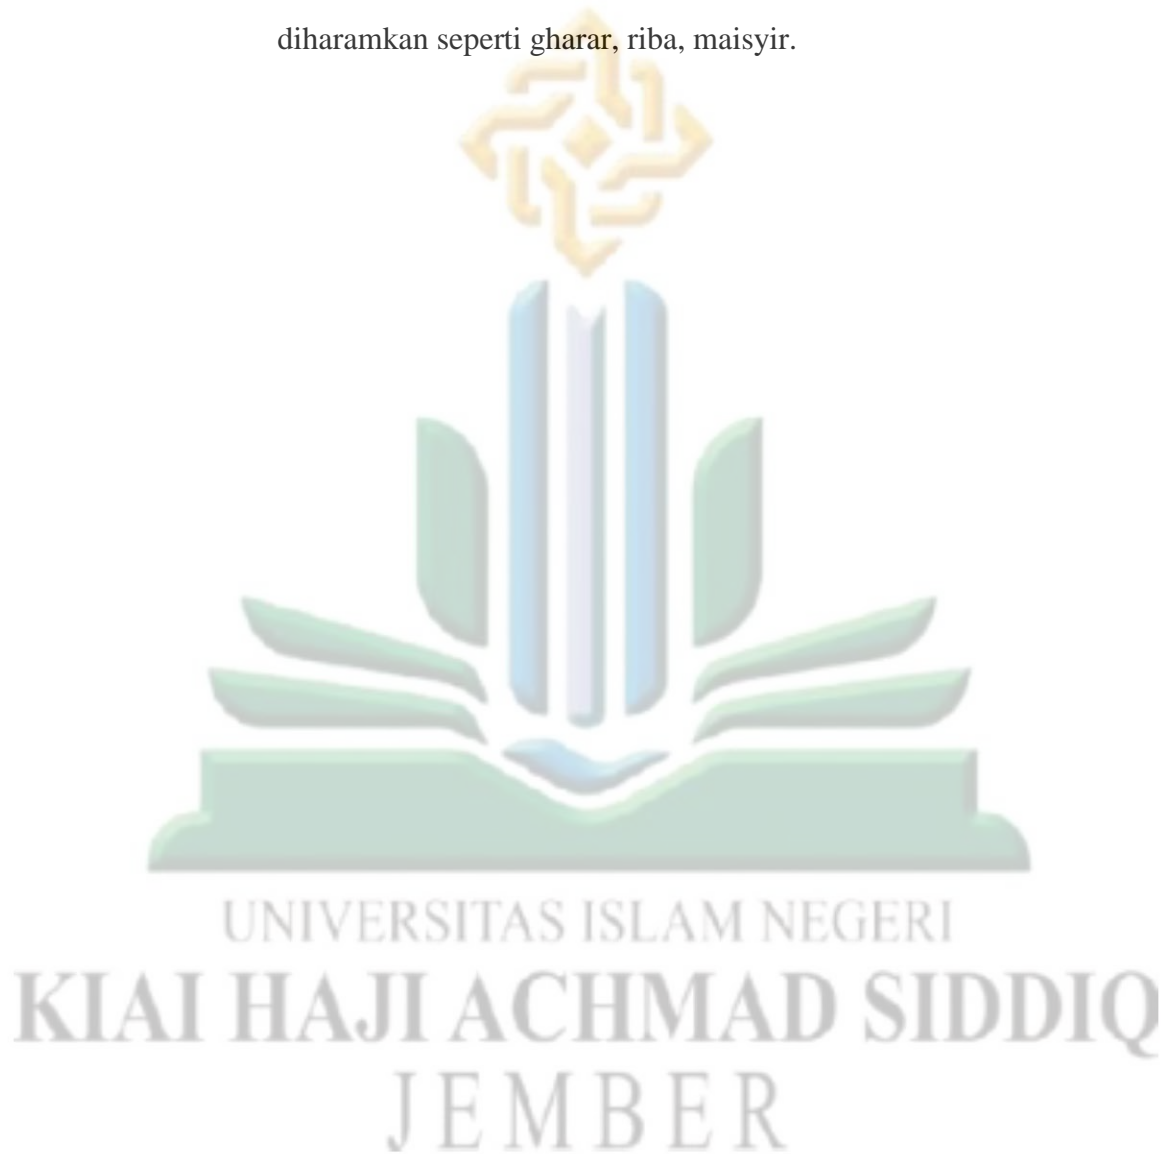 diharamkan seperti gharar, riba, maisyir.
UNIVERSITAS ISLAM NEGERI
KIAI HAJI ACHMAD SIDDIQ
JEMBER